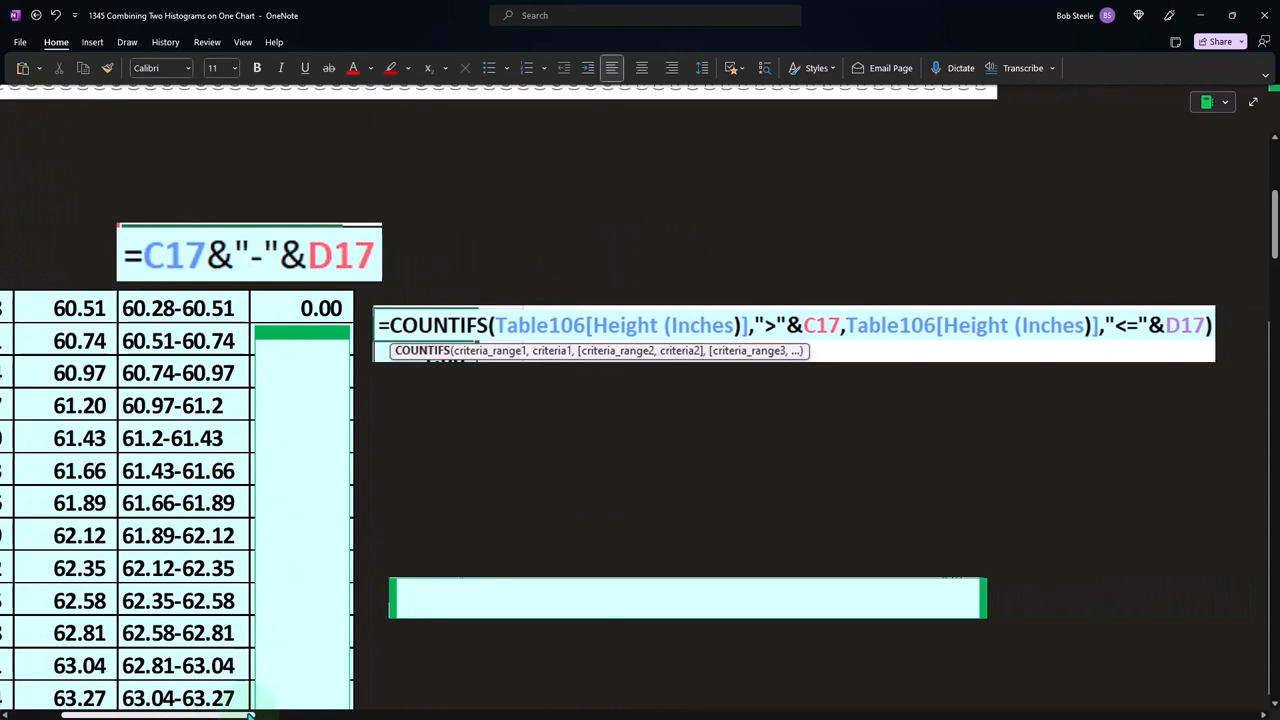 1345 Combining Two Histograms on One Chart - OneNote
Search
Bob Steele BS
File Home Insert Draw History Review View Help
Share
Calibri 11 B I U ab A Styles Email Page Dictate Transcribe
=C17&"-"&D17
60.51 60.28-60.51 0.00
=COUNTIFS(Table106[Height (Inches)],">"&C17,Table106[Height (Inches)],"<="&D17)
60.74 60.51-60.74
COUNTIFS(criteria_range1, criteria1, [criteria_range2, criteria2], [criteria_range3, ...)
60.97 60.74-60.97
61.20 60.97-61.2
61.43 61.2-61.43
61.66 61.43-61.66
61.89 61.66-61.89
62.12 61.89-62.12
62.35 62.12-62.35
62.58 62.35-62.58
62.81 62.58-62.81
63.04 62.81-63.04
63.27 63.04-63.27